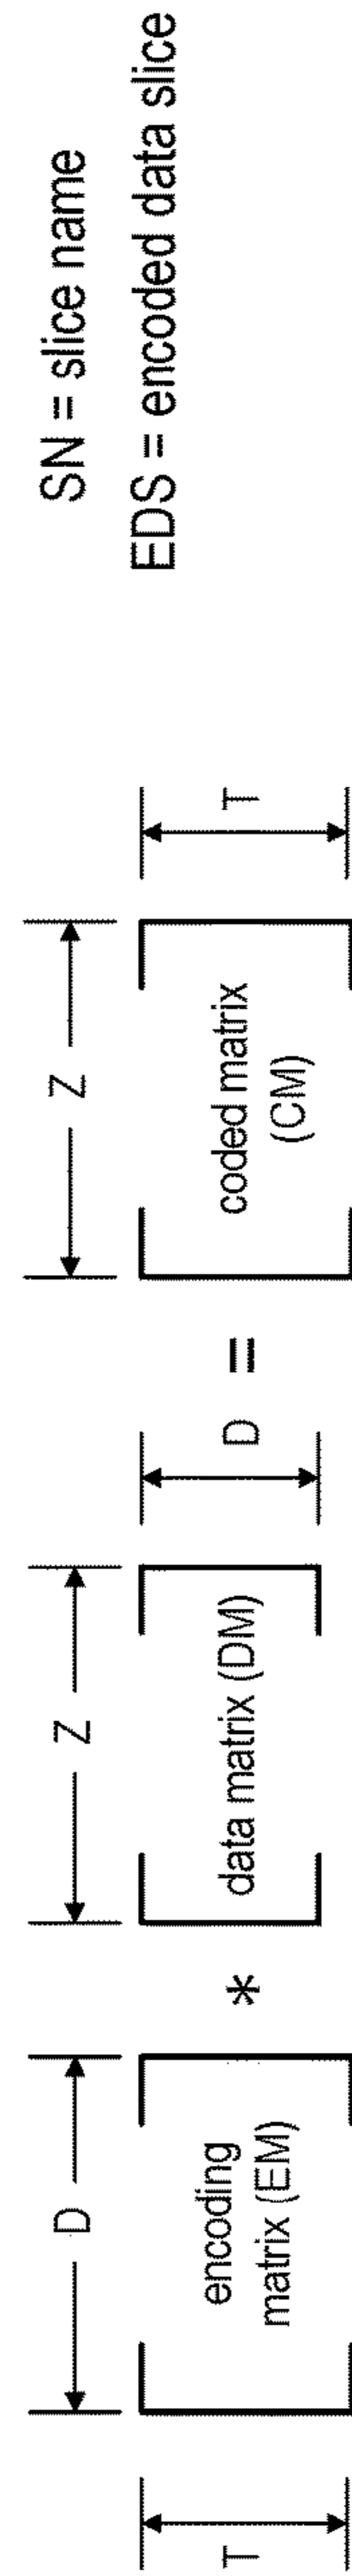 SN = slice name
EDS = encoded data slice
D
Z
Z
T
encoding
matrix (EM)
*
data matrix (DM)
D
=
coded matrix
(CM)
T